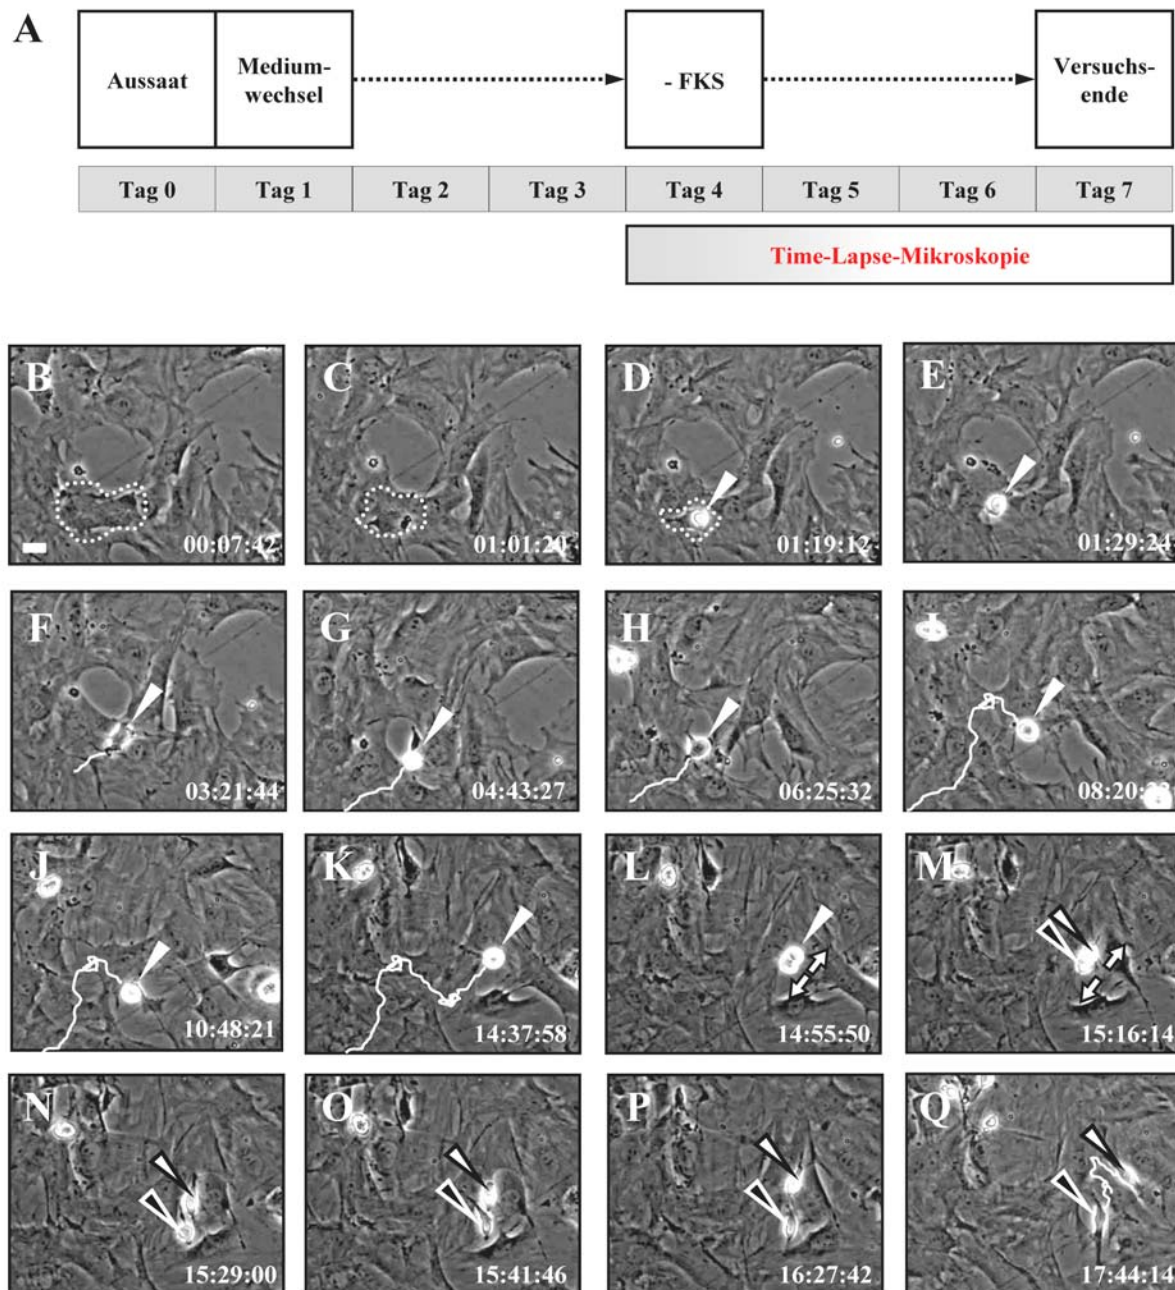 A
Aussaat
Medium-
wechsel
- FKS
Versuchs-
ende
Tag 0
Tag 1
Tag 2
Tag 3
Tag 4
Tag 5
Tag 6
Tag 7
Time-Lapse-Mikroskopie
B
00:07:42
C
01:01:20
D
01:19:12
E
01:29:24
F
03:21:44
G
04:43:27
H
06:25:32
I
J
10:48:21
K
14:37:58
L
14:55:50
M
15:16:14
N
15:29:00
O
15:41:46
P
16:27:42
Q
17:44:14